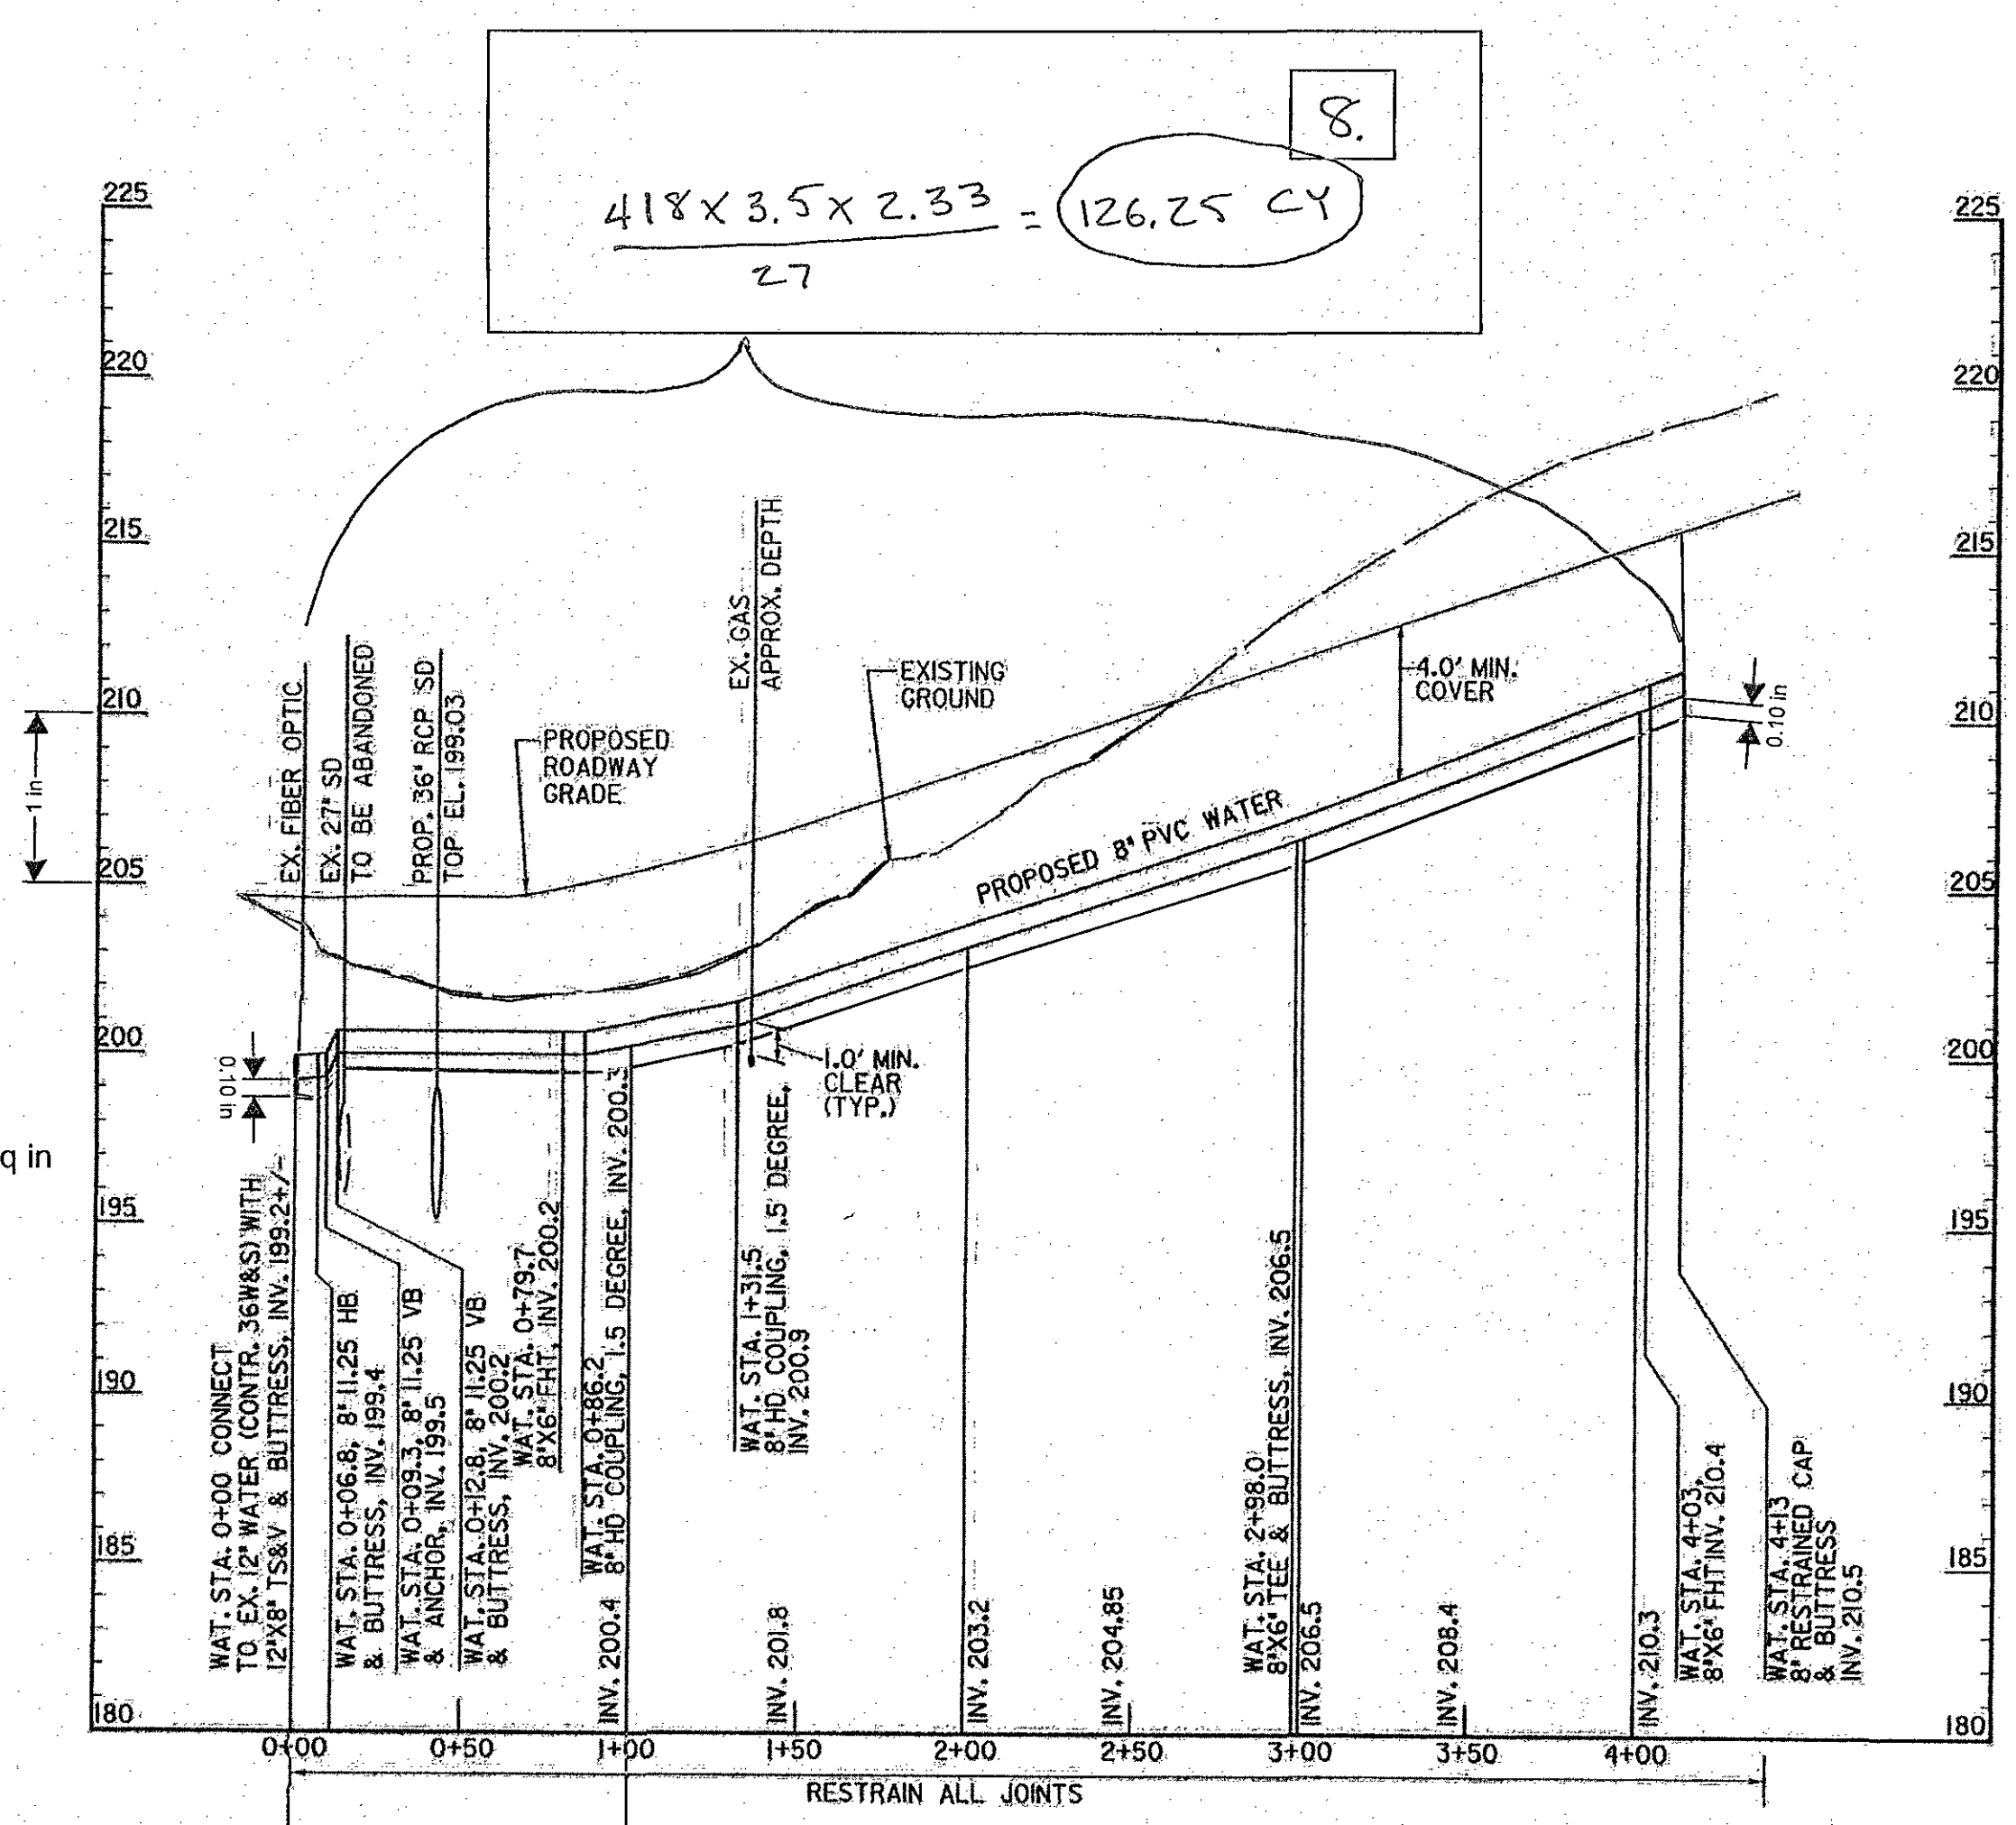 8.
418 X 3.5 X 2.33 = 126.25 CY
27
225
220
215
210
205
200
195
190
185
180
225
220
215
210
205
200
195
190
185
180
1 in
0.10 in
q in
EX. FIBER OPTIC
EX. 27" SD
TO BE ABANDONED
PROP. 36" RCP SD
TOP EL. 199.03
PROPOSED
ROADWAY
GRADE
EX. GAS
APPROX. DEPTH
EXISTING
GROUND
4.0' MIN.
COVER
0.10 in
PROPOSED 8" PVC WATER
1.0' MIN.
CLEAR
(TYP.)
WAT. STA. 0+00 CONNECT
TO EX. 12" WATER (CONTR. 36W&S) WITH
12"X8" TS&V & BUTTRESS, INV. 199.2+/-
WAT. STA. 0+06.8, 8" 11.25 HB
& BUTTRESS, INV. 199.4
WAT. STA. 0+09.3, 8" 11.25 VB
& ANCHOR, INV. 199.5
WAT. STA. 0+12.8, 8" 11.25 VB
& BUTTRESS, INV. 200.2
WAT. STA. 0+79.7
8"X6" FHT, INV. 200.2
WAT. STA. 0+86.2
8" HD COUPLING, 1.5 DEGREE, INV. 200.3
INV. 200.4
WAT. STA. 1+31.5
8" HD COUPLING, 1.5 DEGREE,
INV. 200.9
INV. 201.8
INV. 203.2
INV. 204.85
WAT. STA. 2+98.0
8"X6" TEE & BUTTRESS, INV. 206.5
INV. 206.5
INV. 208.4
INV. 210.3
WAT. STA. 4+03,
8"X6" FHT INV. 210.4
WAT. STA. 4+13
8" RESTRAINED CAP
& BUTTRESS
INV. 210.5
0+00 0+50 1+00 1+50 2+00 2+50 3+00 3+50 4+00
RESTRAIN ALL JOINTS